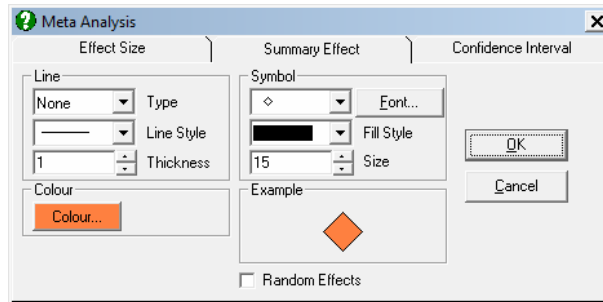 Meta Analysis
Effect Size
Summary Effect
Confidence Interval
Line
None
Type
Line Style
1
Thickness
Colour
Colour...
Symbol
Font...
Fill Style
15
Size
Example
Random Effects
OK
Cancel